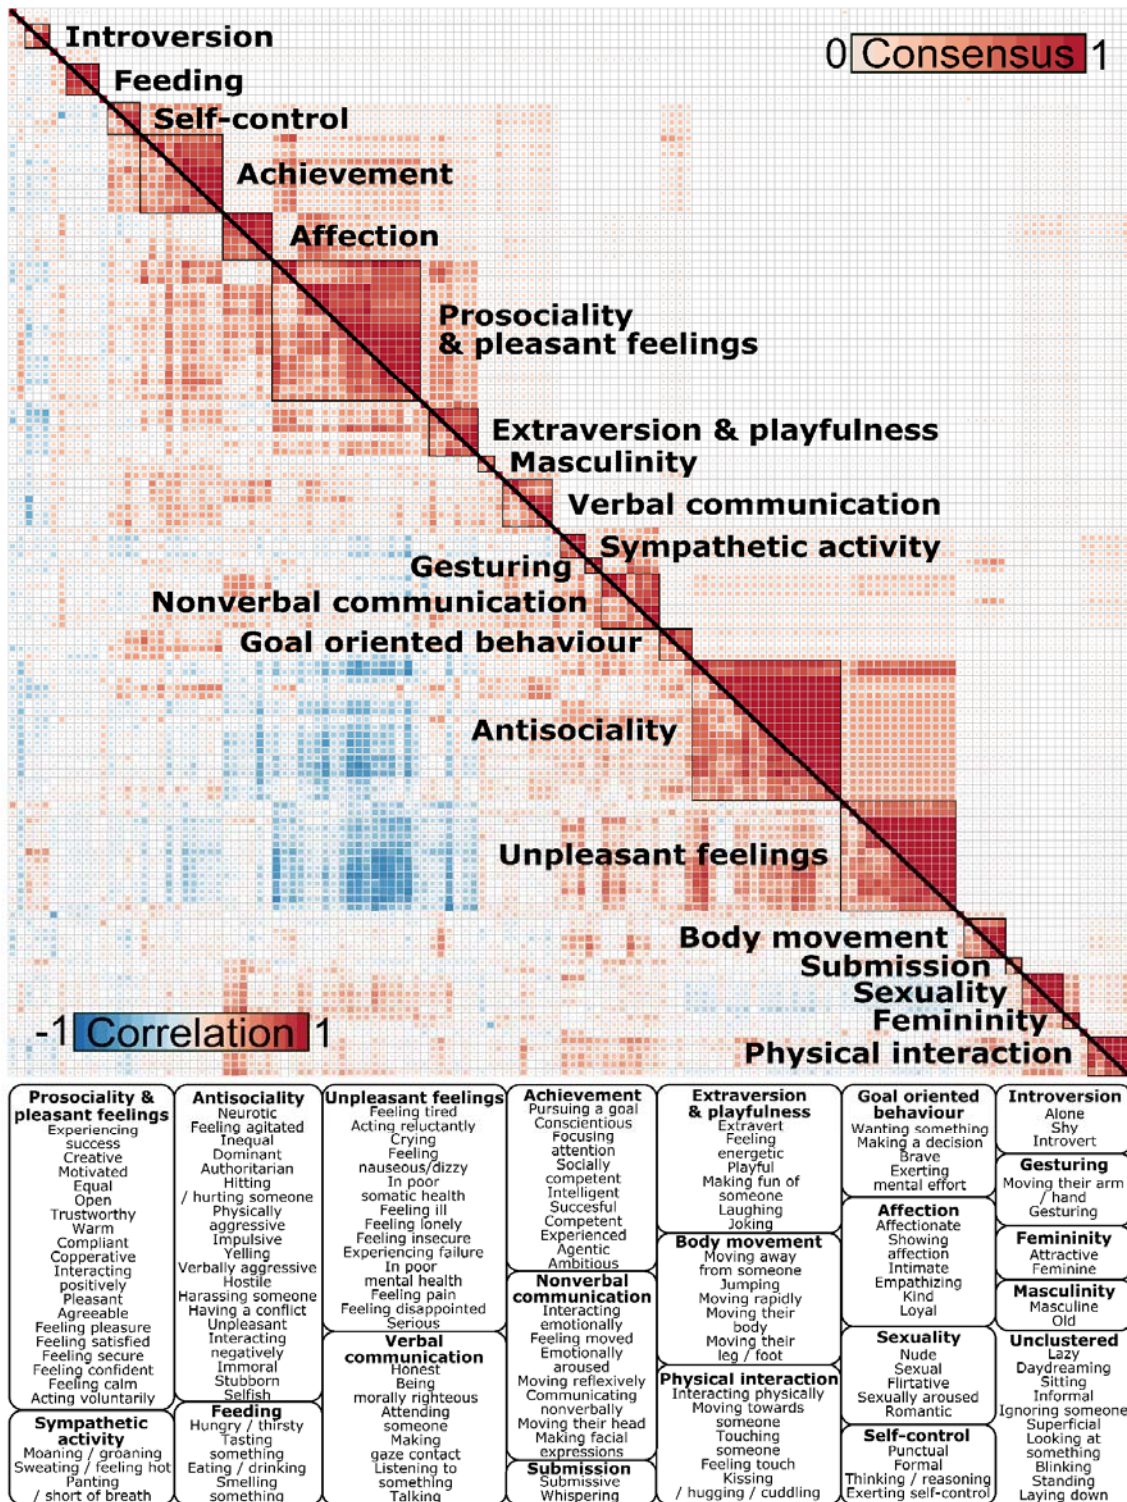 Introversion
0 Consensus 1
Feeding
Self-control
Achievement
Affection
Prosociality
& pleasant feelings
Extraversion & playfulness
Masculinity
Verbal communication
Sympathetic activity
Gesturing
Nonverbal communication
Goal oriented behaviour
Antisociality
Unpleasant feelings
Body movement
Submission
Sexuality
-1 Correlation 1
Femininity
Physical interaction
Prosociality &
pleasant feelings
Experiencing
success
Creative
Motivated
Equal
Open
Trustworthy
Warm
Compliant
Copperative
Interacting
positively
Pleasant
Agreeable
Feeling pleasure
Feeling satisfied
Feeling secure
Feeling confident
Feeling calm
Acting voluntarily
Sympathetic
activity
Moaning / groaning
Sweating / feeling hot
Panting
/ short of breath
Antisociality
Neurotic
Feeling agitated
Inequal
Dominant
Authoritarian
Hitting
/ hurting someone
Physically
aggressive
Impulsive
Yelling
Verbally aggressive
Hostile
Harassing someone
Having a conflict
Unpleasant
Interacting
negatively
Immoral
Stubborn
Selfish
Feeding
Hungry / thirsty
Tasting
something
Eating / drinking
Smelling
something
Unpleasant feelings
Feeling tired
Acting reluctantly
Crying
Feeling
nauseous/dizzy
In poor
somatic health
Feeling ill
Feeling lonely
Feeling insecure
Experiencing failure
In poor
mental health
Feeling pain
Feeling disappointed
Serious
Verbal
communication
Honest
Being
morally righteous
Attending
someone
Making
gaze contact
Listening to
something
Talking
Achievement
Pursuing a goal
Conscientious
Focusing
attention
Socially
competent
Intelligent
Succesful
Competent
Experienced
Agentic
Ambitious
Nonverbal
communication
Interacting
emotionally
Feeling moved
Emotionally
aroused
Moving reflexively
Communicating
nonverbally
Moving their head
Making facial
expressions
Submission
Submissive
Whispering
Extraversion
& playfulness
Extravert
Feeling
energetic
Playful
Making fun of
someone
Laughing
Joking
Body movement
Moving away
from someone
Jumping
Moving rapidly
Moving their
body
Moving their
leg / foot
Physical interaction
Interacting physically
Moving towards
someone
Touching
someone
Feeling touch
Kissing
/ hugging / cuddling
Goal oriented
behaviour
Wanting something
Making a decision
Brave
Exerting
mental effort
Affection
Affectionate
Showing
affection
Intimate
Empathizing
Kind
Loyal
Sexuality
Nude
Sexual
Flirtative
Sexually aroused
Romantic
Self-control
Punctual
Formal
Thinking / reasoning
Exerting self-control
Introversion
Alone
Shy
Introvert
Gesturing
Moving their arm
/ hand
Gesturing
Femininity
Attractive
Feminine
Masculinity
Masculine
Old
Unclustered
Lazy
Daydreaming
Sitting
Informal
Ignoring someone
Superficial
Looking at
something
Blinking
Standing
Laying down